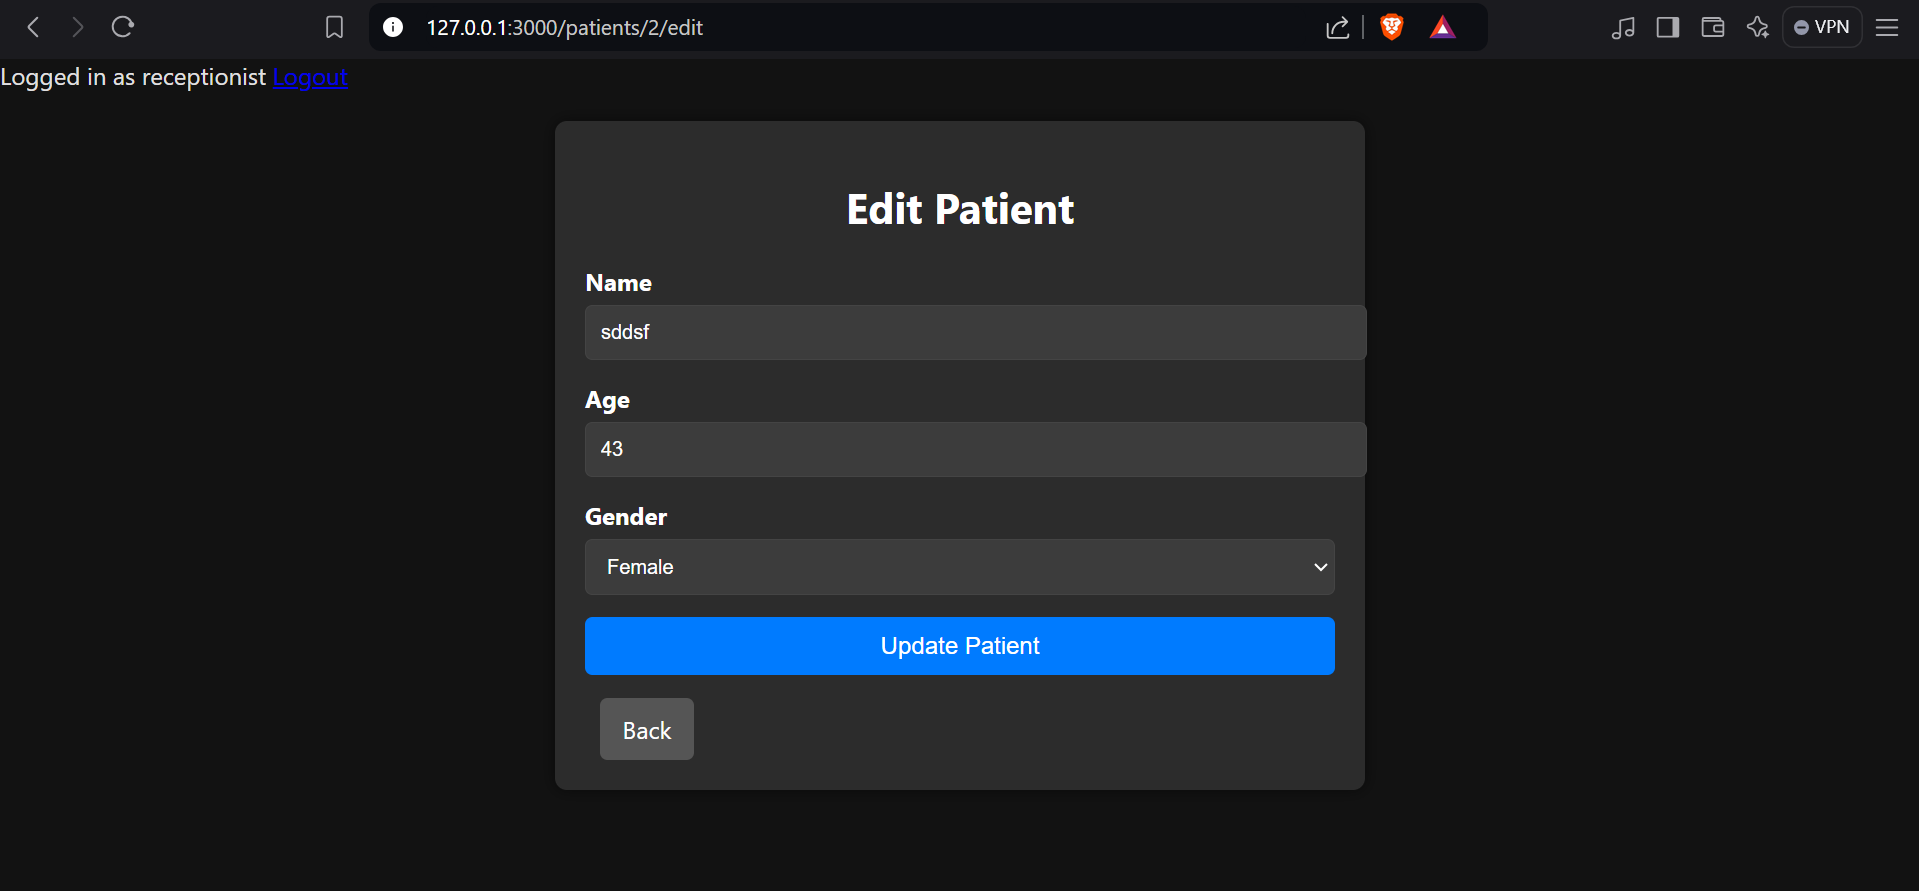 127.0.0.1:3000/patients/2/edit
VPN
Logged in as receptionist Logout
Edit Patient
Name
sddsf
Age
43
Gender
Female
Update Patient
Back